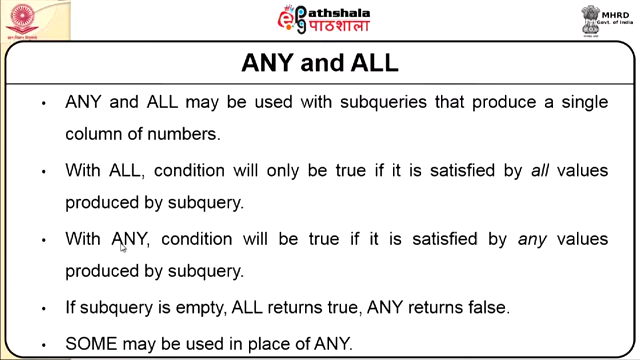 Pathshala
पाठशाला
MHRD
Govt. of India
ANY and ALL
• ANY and ALL may be used with subqueries that produce a single
column of numbers.
• With ALL, condition will only be true if it is satisfied by all values
produced by subquery.
• With ANY, condition will be true if it is satisfied by any values
produced by subquery.
• If subquery is empty, ALL returns true, ANY returns false.
• SOME may be used in place of ANY.